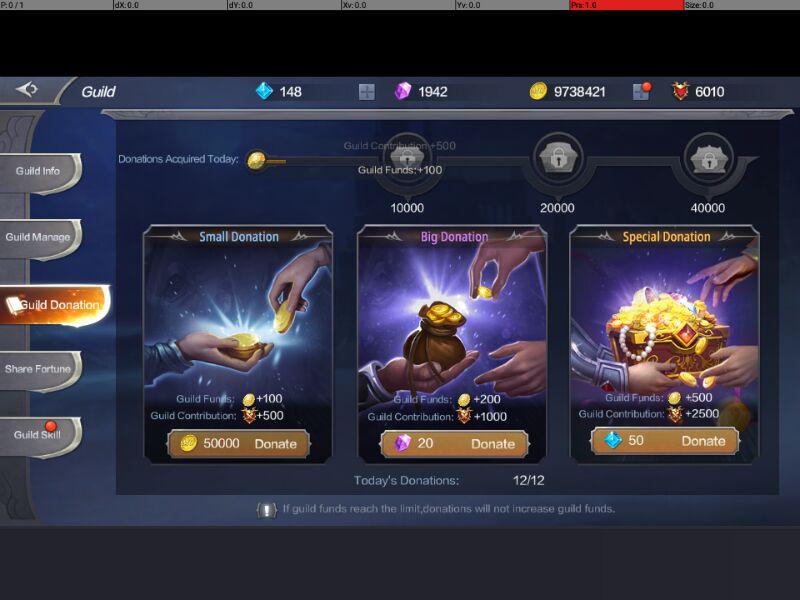 P: 0 / 1 dX: 0.0 dY: 0.0 Xv: 0.0 Yv: 0.0 Prs: 1.0 Size: 0.0
Guild 148 1942 9738421 6010
Guild Contribution +500
Donations Acquired Today:
Guild Funds:+100
10000 20000 40000
Guild Info
Guild Manage
Guild Donation
Share Fortune
Guild Skill
Small Donation
Guild Funds: +100
Guild Contribution: +500
50000 Donate
Big Donation
Guild Funds: +200
Guild Contribution: +1000
20 Donate
Special Donation
Guild Funds: +500
Guild Contribution: +2500
50 Donate
Today's Donations: 12/12
If guild funds reach the limit,donations will not increase guild funds.